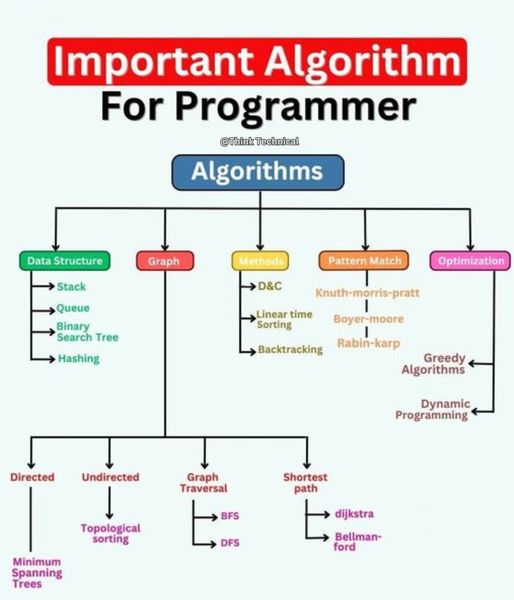 Important Algorithm
For Programmer
@Think Technical
Algorithms
Data Structure
Graph
Methods
Pattern Match
Optimization
Stack
Queue
Binary
Search Tree
Hashing
D&C
Linear time
Sorting
Backtracking
Knuth-morris-pratt
Boyer-moore
Rabin-karp
Greedy
Algorithms
Dynamic
Programming
Directed
Undirected
Graph
Traversal
Shortest
path
Minimum
Spanning
Trees
Topological
sorting
BFS
DFS
dijkstra
Bellman-
ford